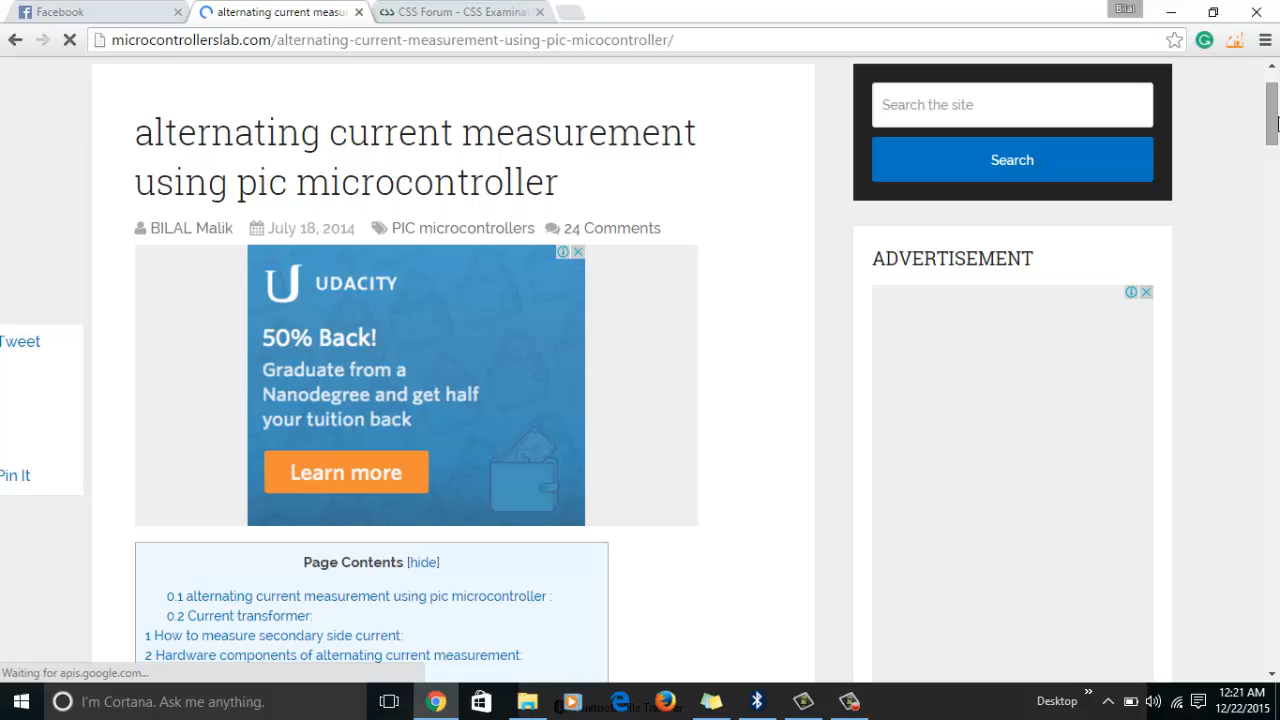 Facebook
alternating current measu
CSS Forum - CSS Examinat
Bilal
microcontrollerslab.com/alternating-current-measurement-using-pic-micocontroller/
alternating current measurement
using pic microcontroller
BILAL Malik July 18, 2014 PIC microcontrollers 24 Comments
UDACITY
50% Back!
Graduate from a
Nanodegree and get half
your tuition back
Learn more
Page Contents [hide]
0.1 alternating current measurement using pic microcontroller :
0.2 Current transformer:
1 How to measure secondary side current:
2 Hardware components of alternating current measurement:
Tweet
Pin It
Search the site
Search
ADVERTISEMENT
Waiting for apis.google.com...
I'm Cortana. Ask me anything.
Desktop
12:21 AM
12/22/2015